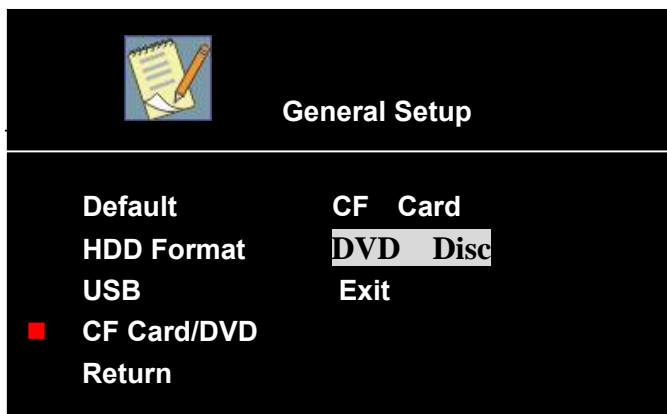 General Setup
Default CF Card
HDD Format DVD Disc
USB Exit
CF Card/DVD
Return